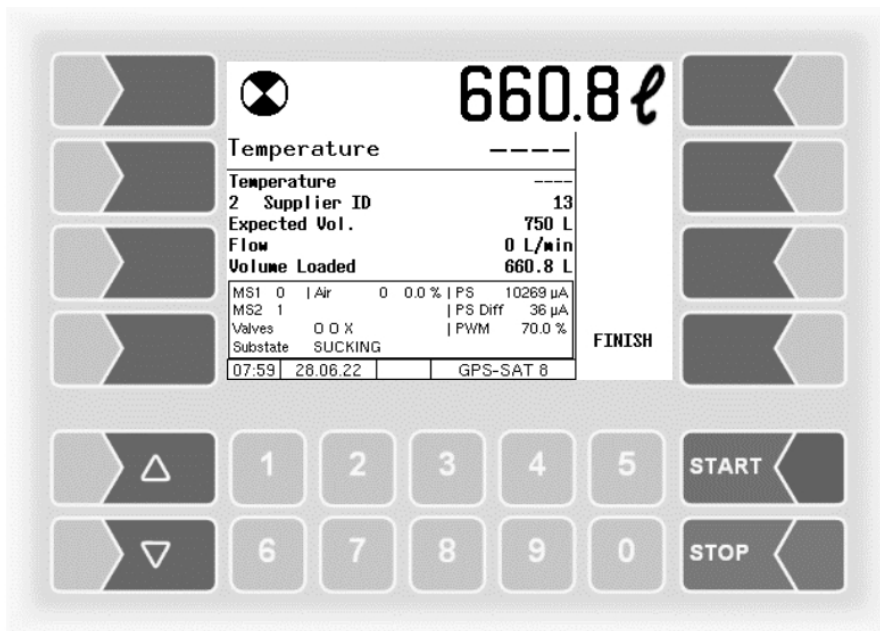 660.8 ℓ
Temperature ----
Temperature ----
2 Supplier ID 13
Expected Vol. 750 L
Flow 0 L/min
Volume Loaded 660.8 L
MS1 0 | Air 0 0.0 % | PS 10269 µA
MS2 1 | PS Diff 36 µA
Valves O O X | PWM 70.0 %
Substate SUCKING
FINISH
07:59 28.06.22 GPS-SAT 8
1 2 3 4 5 START
6 7 8 9 0 STOP